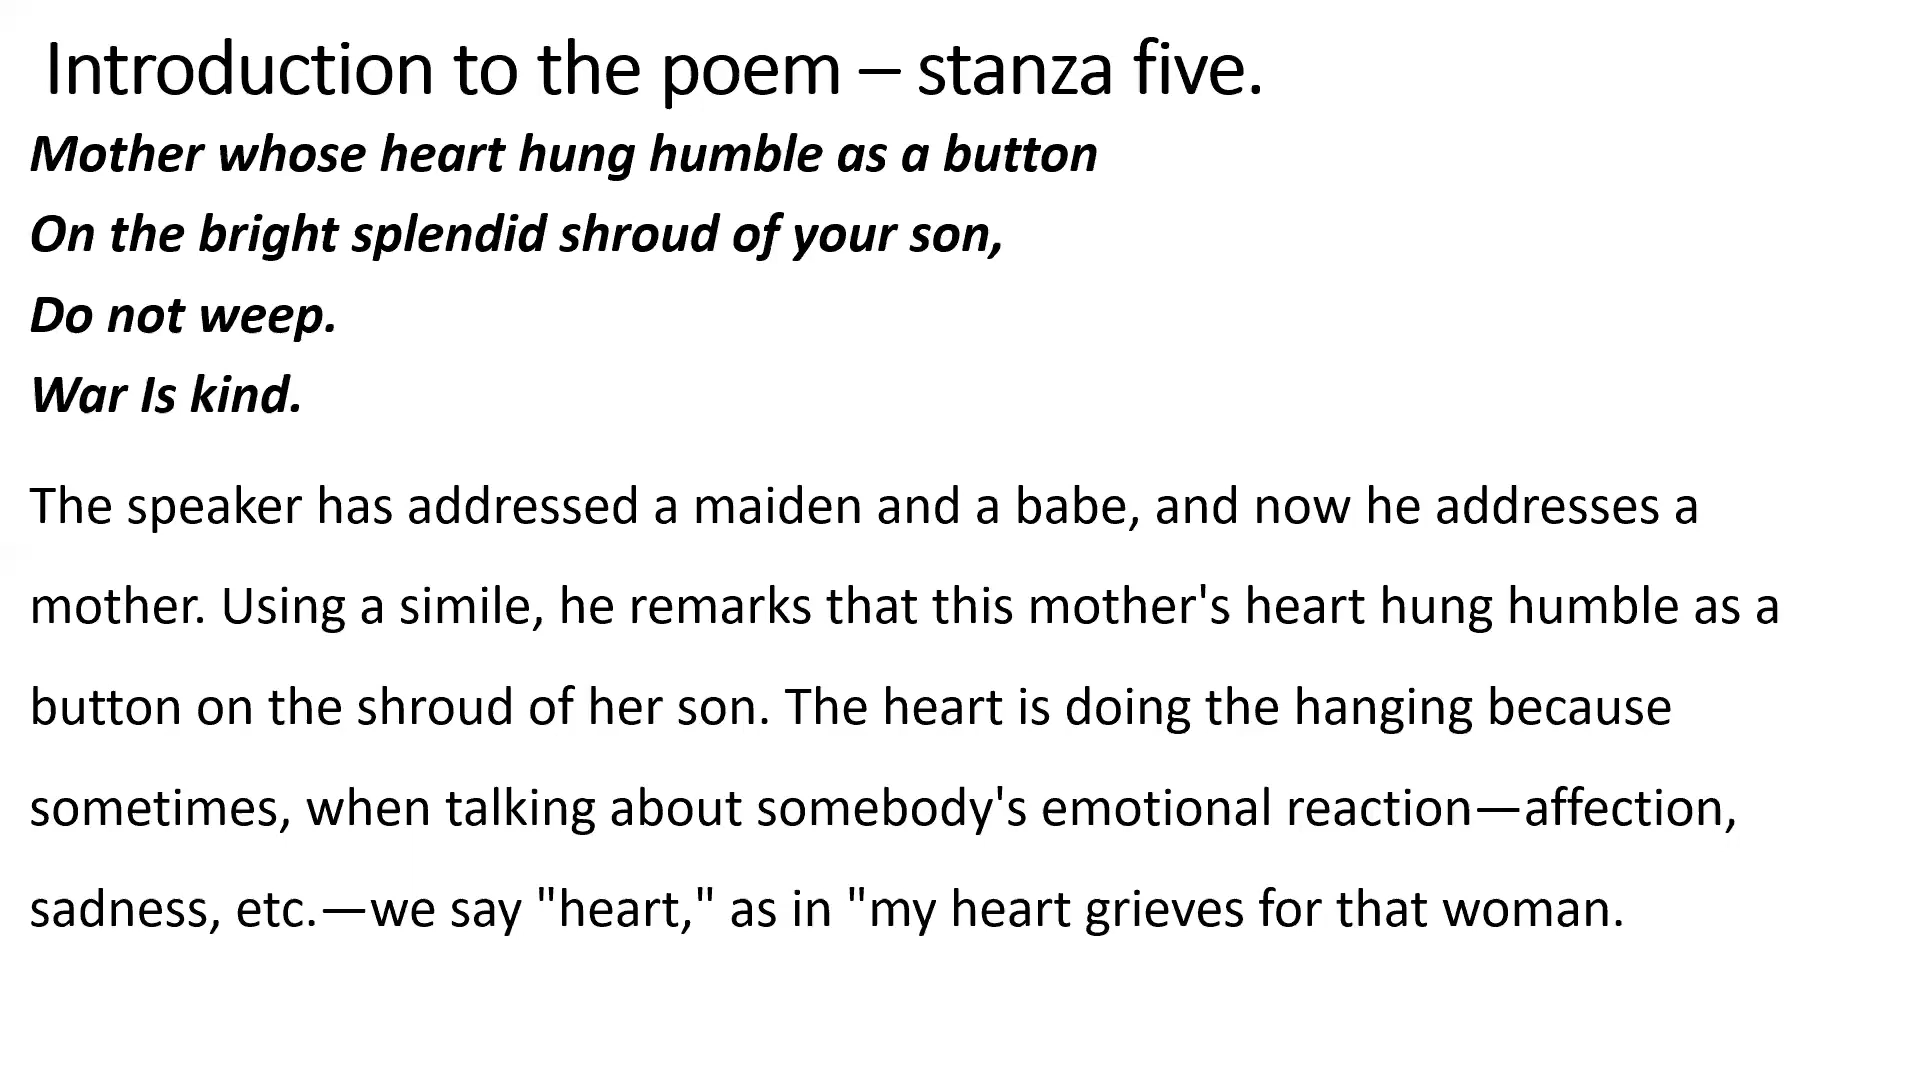 Introduction to the poem – stanza five.
Mother whose heart hung humble as a button
On the bright splendid shroud of your son,
Do not weep.
War Is kind.
The speaker has addressed a maiden and a babe, and now he addresses a
mother. Using a simile, he remarks that this mother's heart hung humble as a
button on the shroud of her son. The heart is doing the hanging because
sometimes, when talking about somebody's emotional reaction—affection,
sadness, etc.—we say "heart," as in "my heart grieves for that woman.